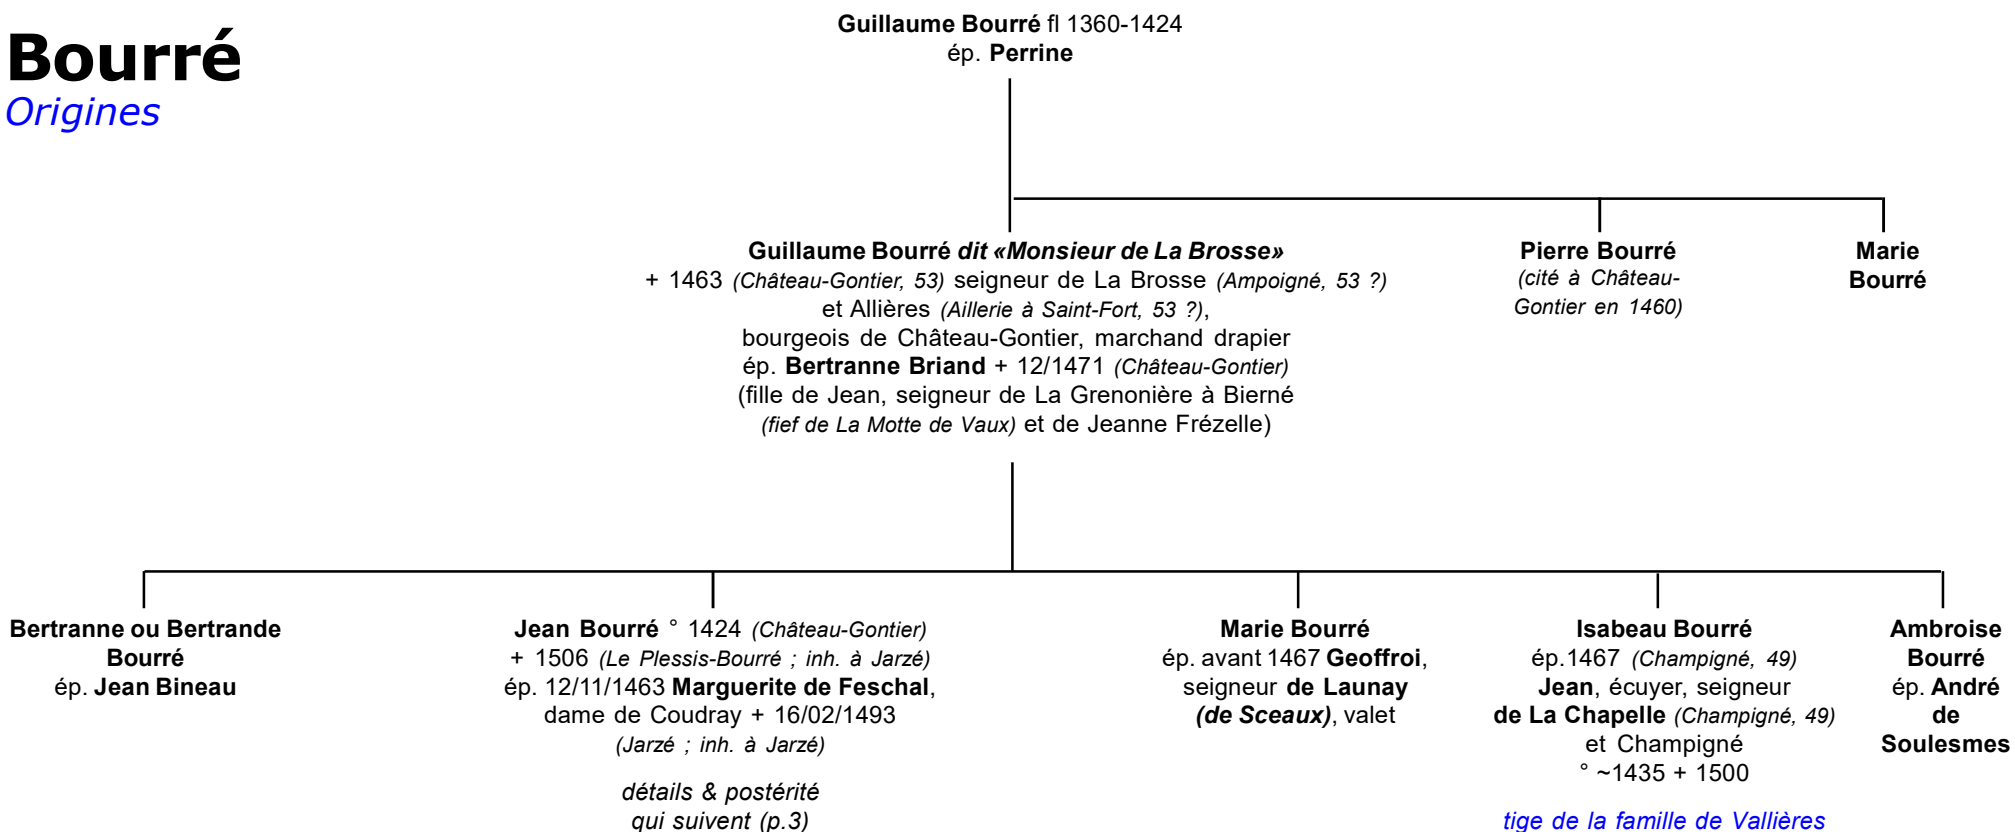 Bourré
Origines
Guillaume Bourré fl 1360-1424
ép. Perrine
Guillaume Bourré dit «Monsieur de La Brosse»
+ 1463 (Château-Gontier, 53) seigneur de La Brosse (Ampoigné, 53 ?)
et Allières (Aillerie à Saint-Fort, 53 ?),
bourgeois de Château-Gontier, marchand drapier
ép. Bertranne Briand + 12/1471 (Château-Gontier)
(fille de Jean, seigneur de La Grenonière à Bierné
(fief de La Motte de Vaux) et de Jeanne Frézelle)
Pierre Bourré
(cité à Château-
Gontier en 1460)
Marie
Bourré
Bertranne ou Bertrande
Bourré
ép. Jean Bineau
Jean Bourré ° 1424 (Château-Gontier)
+ 1506 (Le Plessis-Bourré ; inh. à Jarzé)
ép. 12/11/1463 Marguerite de Feschal,
dame de Coudray + 16/02/1493
(Jarzé ; inh. à Jarzé)
détails & postérité
qui suivent (p.3)
Marie Bourré
ép. avant 1467 Geoffroi,
seigneur de Launay
(de Sceaux), valet
Isabeau Bourré
ép.1467 (Champigné, 49)
Jean, écuyer, seigneur
de La Chapelle (Champigné, 49)
et Champigné
° ~1435 + 1500
tige de la famille de Vallières
Ambroise
Bourré
ép. André
de
Soulesmes